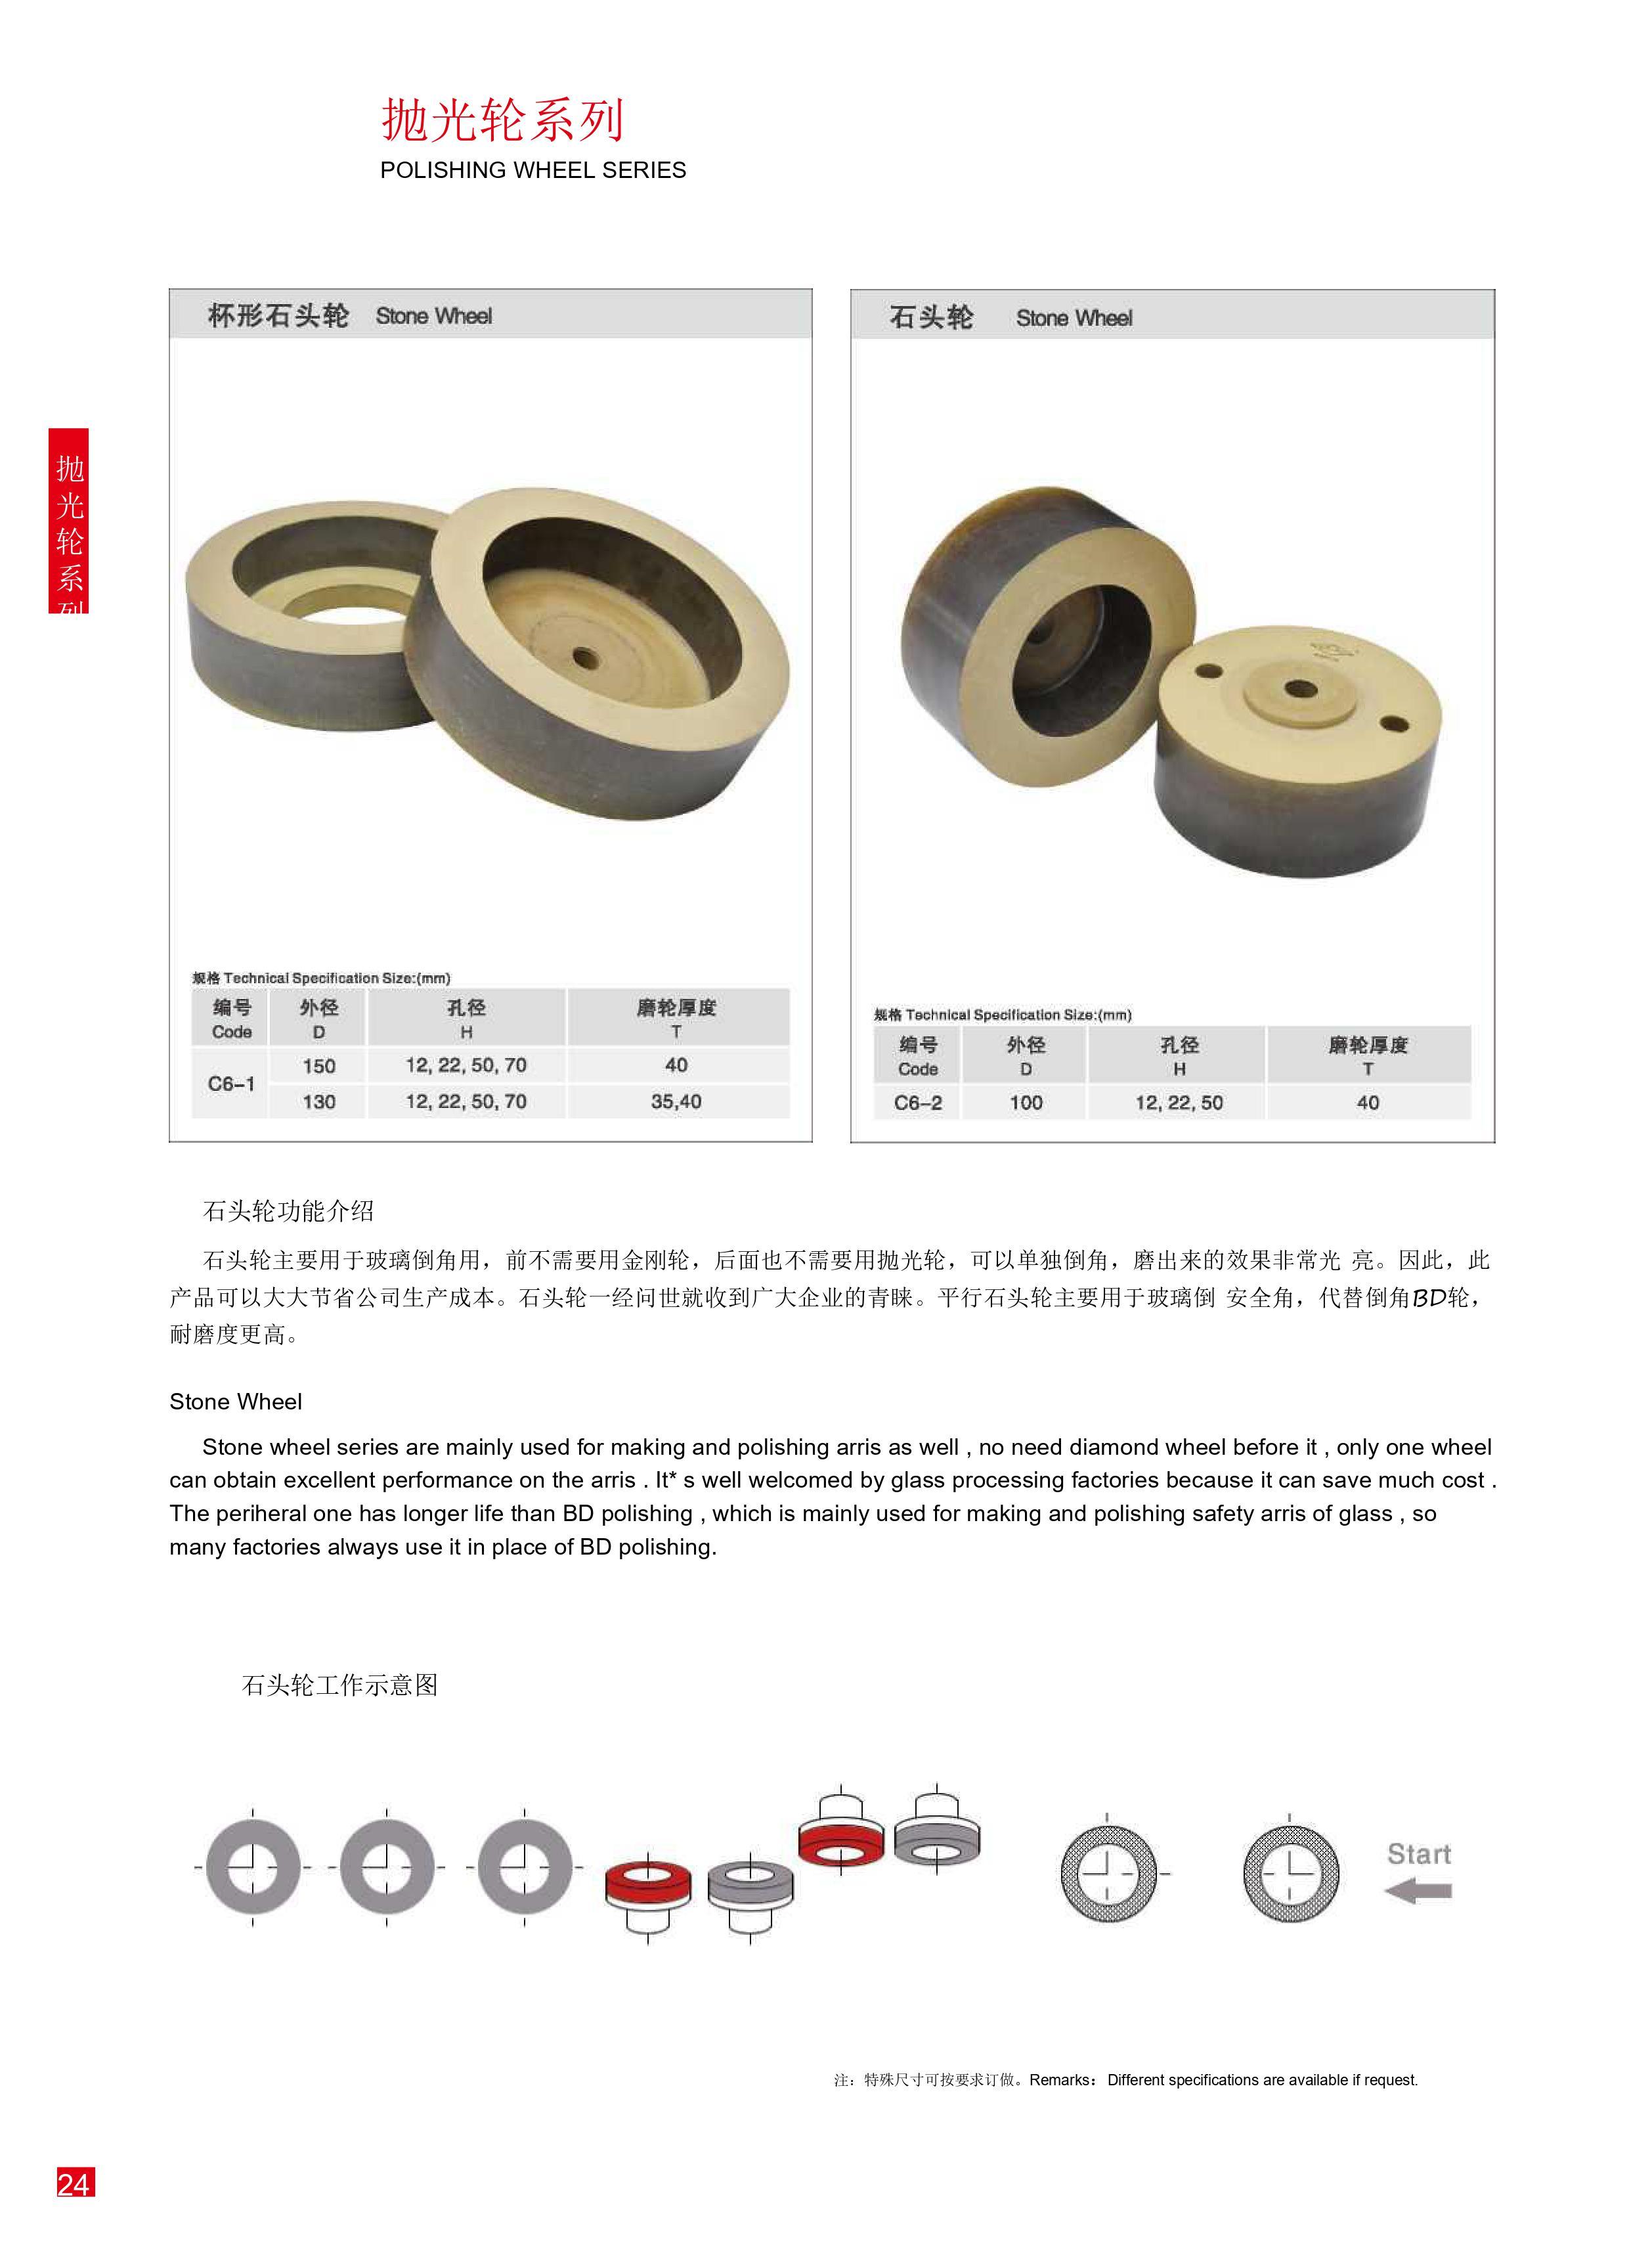 抛光轮系列
POLISHING WHEEL SERIES
抛光轮系列
杯形石头轮 Stone Wheel
规格 Technical Specification Size:(mm)
编号 外径 孔径 磨轮厚度
Code D H T
C6-1 150 12, 22, 50, 70 40
130 12, 22, 50, 70 35,40
石头轮 Stone Wheel
规格 Technical Specification Size:(mm)
编号 外径 孔径 磨轮厚度
Code D H T
C6-2 100 12, 22, 50 40
石头轮功能介绍
石头轮主要用于玻璃倒角用，前不需要用金刚轮，后面也不需要用抛光轮，可以单独倒角，磨出来的效果非常光 亮。因此，此
产品可以大大节省公司生产成本。石头轮一经问世就收到广大企业的青睐。平行石头轮主要用于玻璃倒 安全角，代替倒角BD轮，
耐磨度更高。
Stone Wheel
Stone wheel series are mainly used for making and polishing arris as well , no need diamond wheel before it , only one wheel
can obtain excellent performance on the arris . It* s well welcomed by glass processing factories because it can save much cost .
The periheral one has longer life than BD polishing , which is mainly used for making and polishing safety arris of glass , so
many factories always use it in place of BD polishing.
石头轮工作示意图
Start
注：特殊尺寸可按要求订做。Remarks：Different specifications are available if request.
24